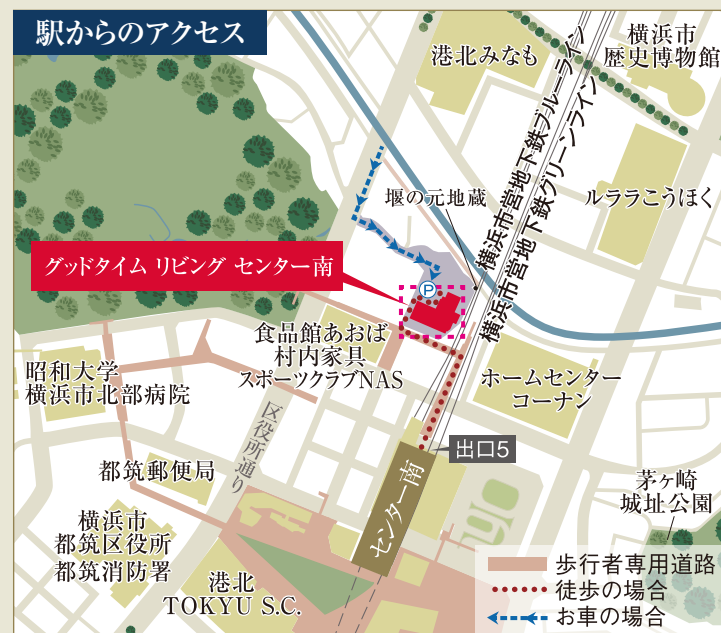 駅からのアクセス
港北みなも
横浜市
歴史博物館
横浜市営地下鉄ブルーライン
横浜市営地下鉄グリーンライン
堰の元地蔵
ルララこうほく
グッドタイム リビング センター南
P
食品館あおば
村内家具
スポーツクラブNAS
昭和大学
横浜市北部病院
ホームセンター
コーナン
区役所通り
出口5
都筑郵便局
センター南
茅ヶ崎
城址公園
横浜市
都筑区役所
都筑消防署
港北
TOKYU S.C.
歩行者専用道路
徒歩の場合
お車の場合